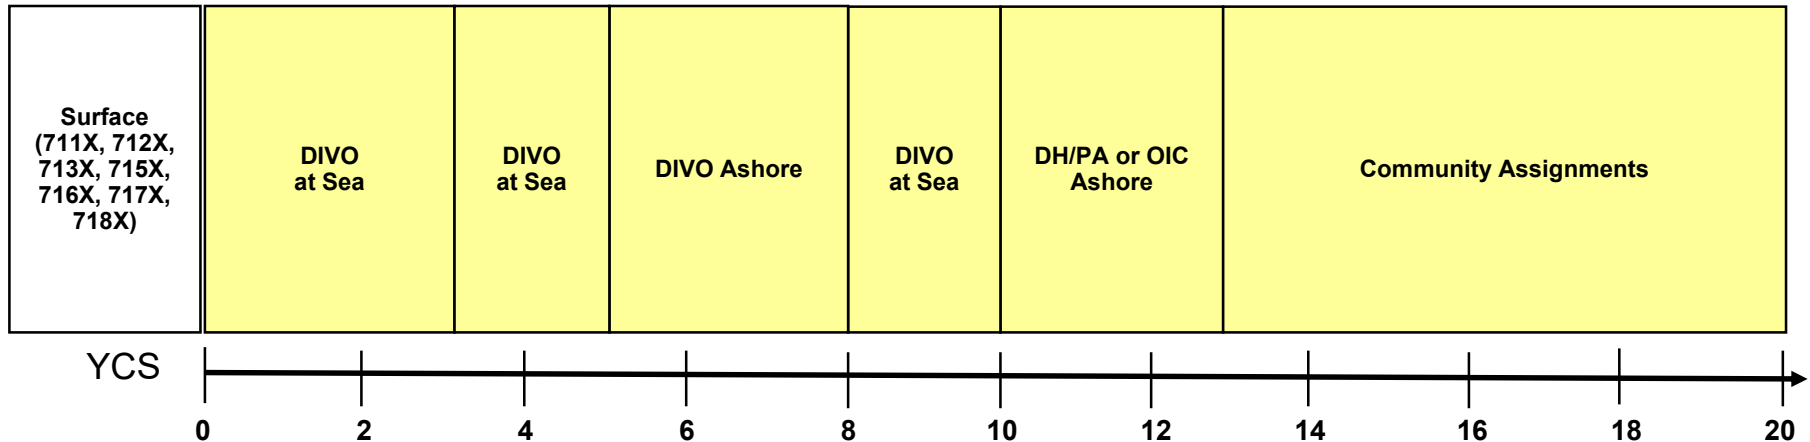 Surface
(711X, 712X,
713X, 715X,
716X, 717X,
718X)
DIVO
at Sea
DIVO
at Sea
DIVO Ashore
DIVO
at Sea
DH/PA or OIC
Ashore
Community Assignments
YCS
0 2 4 6 8 10 12 14 16 18 20